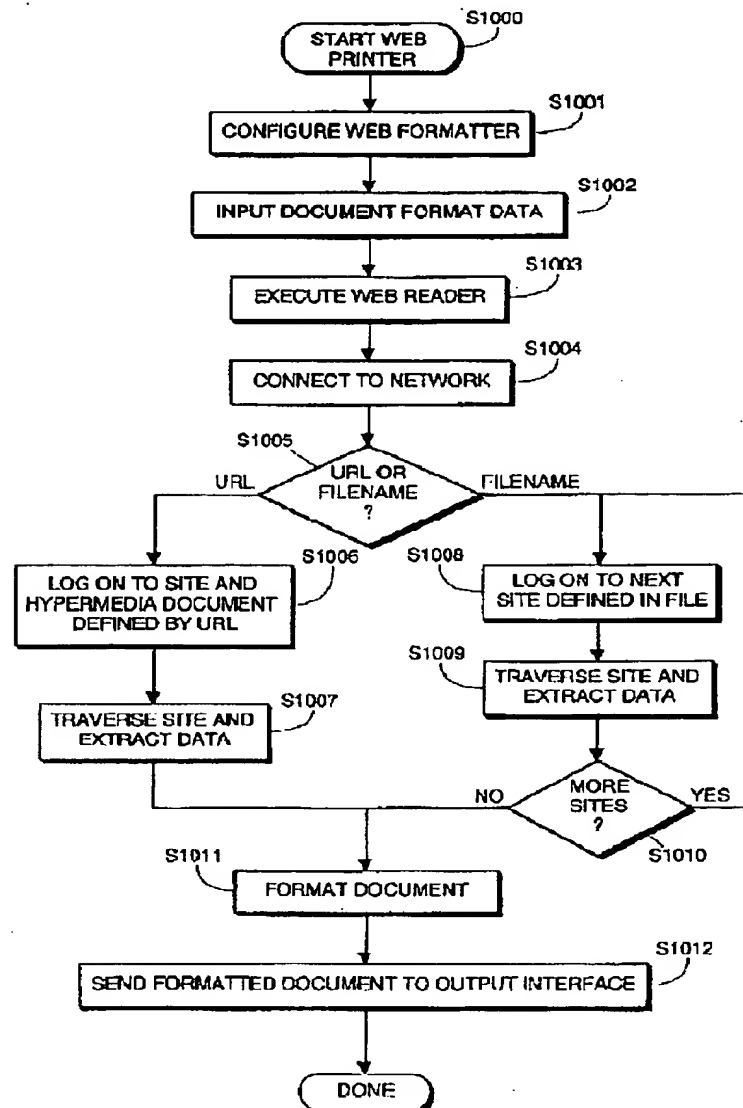 S1000
START WEB
PRINTER
S1001
CONFIGURE WEB FORMATTER
S1002
INPUT DOCUMENT FORMAT DATA
S1003
EXECUTE WEB READER
S1004
CONNECT TO NETWORK
S1005
URL
URL OR
FILENAME
?
FILENAME
S1006
LOG ON TO SITE AND
HYPERMEDIA DOCUMENT
DEFINED BY URL
S1008
LOG ON TO NEXT
SITE DEFINED IN FILE
S1007
TRAVERSE SITE AND
EXTRACT DATA
S1009
TRAVERSE SITE AND
EXTRACT DATA
NO
MORE
SITES
?
YES
S1010
S1011
FORMAT DOCUMENT
S1012
SEND FORMATTED DOCUMENT TO OUTPUT INTERFACE
DONE